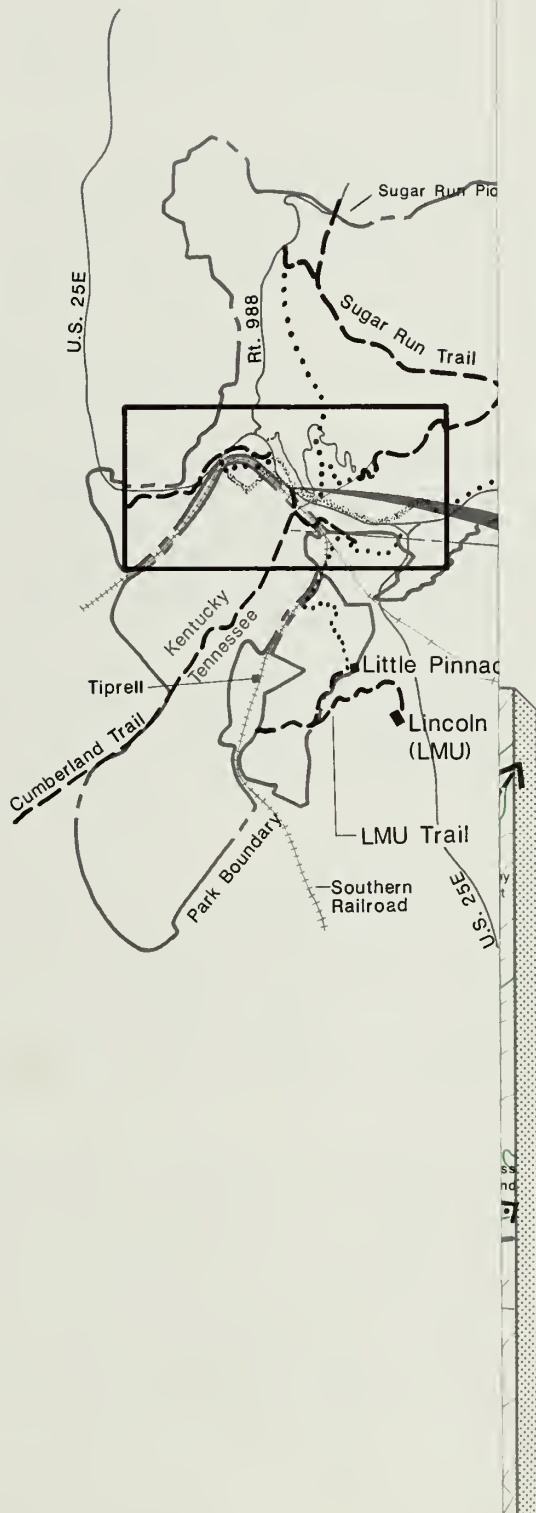 Sugar Run Pic
U.S. 25E
Rt. 988
Sugar Run Trail
Kentucky
Tennessee
Tiprell
Little Pinnac
Lincoln
(LMU)
Cumberland Trail
LMU Trail
Park Boundary
Southern
Railroad
U.S. 25E